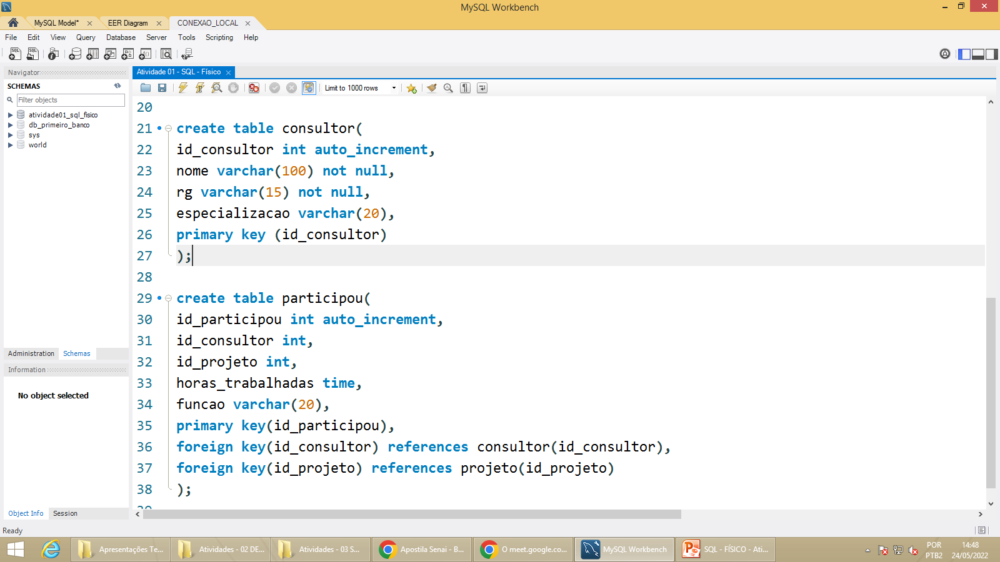 MySQL Workbench
MySQL Model*
EER Diagram
CONEXAO_LOCAL
File Edit View Query Database Server Tools Scripting Help
Navigator
SCHEMAS
Filter objects
atividade01_sql_fisico
db_primeiro_banco
sys
world
Administration Schemas
Information
No object selected
Object Info Session
Ready
Atividade 01 - SQL - Físico
Limit to 1000 rows
20
21 create table consultor(
22 id_consultor int auto_increment,
23 nome varchar(100) not null,
24 rg varchar(15) not null,
25 especializacao varchar(20),
26 primary key (id_consultor)
27 );
28
29 create table participou(
30 id_participou int auto_increment,
31 id_consultor int,
32 id_projeto int,
33 horas_trabalhadas time,
34 funcao varchar(20),
35 primary key(id_participou),
36 foreign key(id_consultor) references consultor(id_consultor),
37 foreign key(id_projeto) references projeto(id_projeto)
38 );
Apresentações Te...
Atividades - 02 DE...
Atividades - 03 S...
Apostila Senai - B...
O meet.google.co...
MySQL Workbench
SQL - FÍSICO - Ati...
POR
PTB2
14:48
24/05/2022